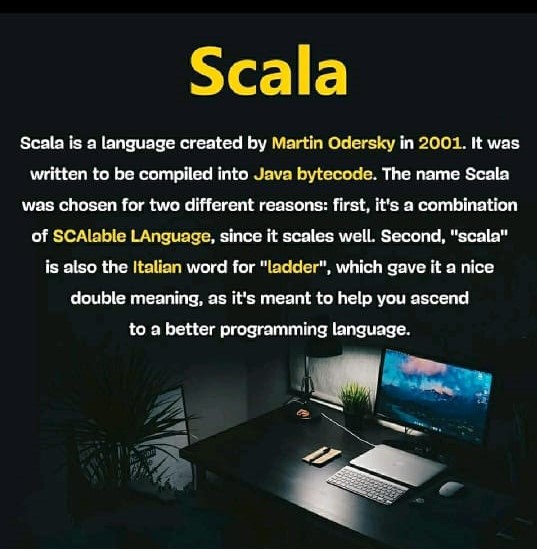 Scala
Scala is a language created by Martin Odersky in 2001. It was
written to be compiled into Java bytecode. The name Scala
was chosen for two different reasons: first, it's a combination
of SCAlable LAnguage, since it scales well. Second, "scala"
is also the Italian word for "ladder", which gave it a nice
double meaning, as it's meant to help you ascend
to a better programming language.